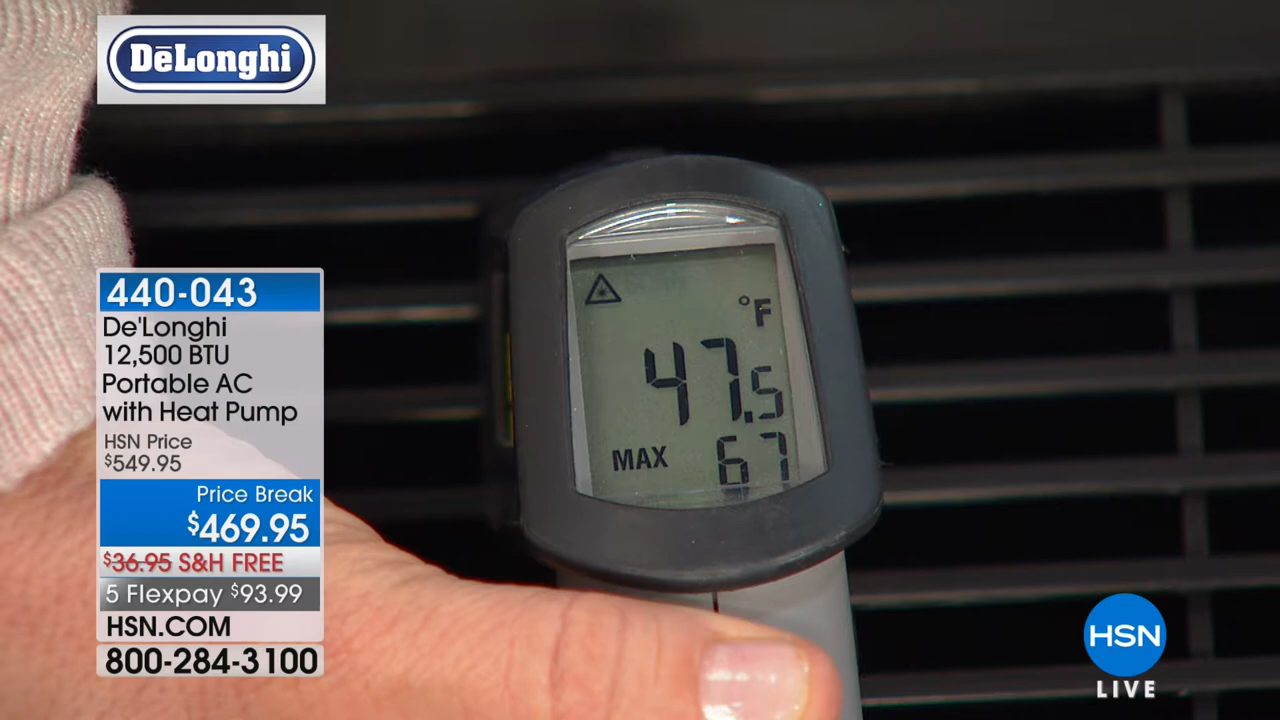 DēLonghi
440-043
De'Longhi
12,500 BTU
Portable AC
with Heat Pump
HSN Price
$549.95
Price Break
$469.95
$36.95 S&H FREE
5 Flexpay $93.99
HSN.COM
800-284-3100
°F
47.5
MAX 67
HSN
LIVE